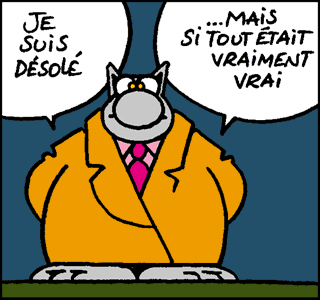 JE
SUIS
DÉSOLÉ
...MAIS
SI TOUT ÉTAIT
VRAIMENT
VRAI